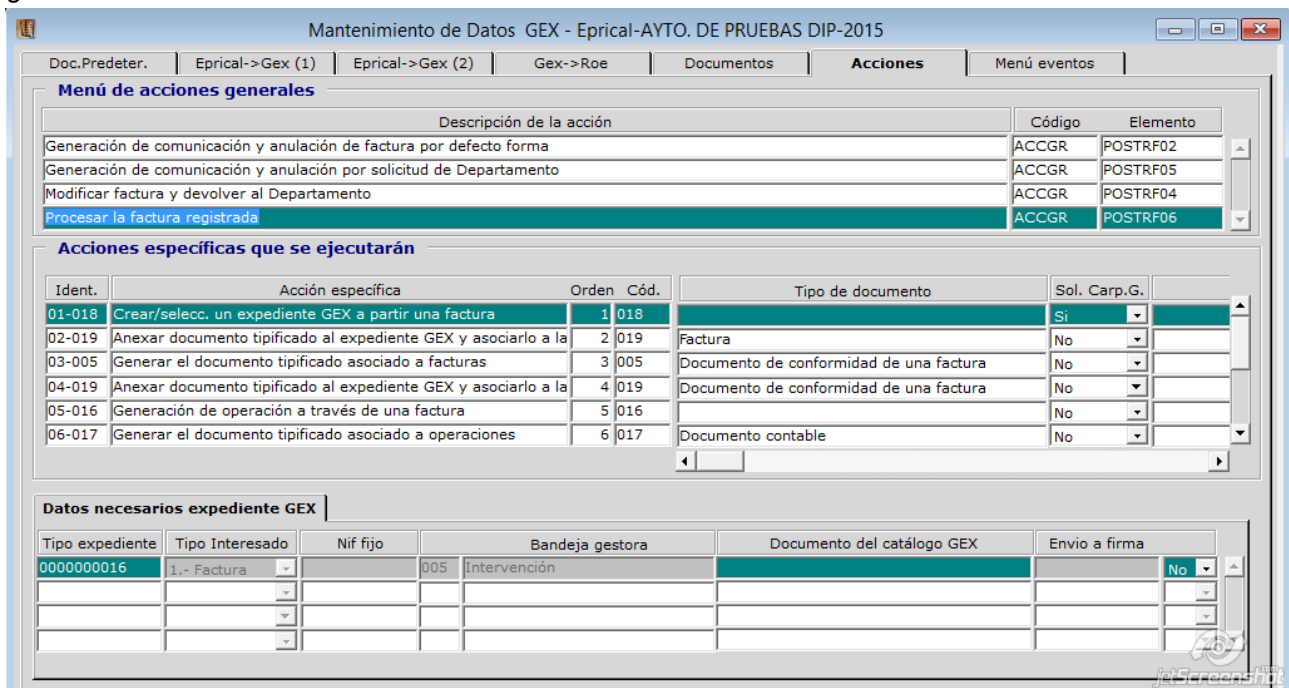 Mantenimiento de Datos GEX - Eprical-AYTO. DE PRUEBAS DIP-2015
Doc.Predeter. Eprical->Gex (1) Eprical->Gex (2) Gex->Roe Documentos Acciones Menú eventos
Menú de acciones generales
Descripción de la acción Código Elemento
Generación de comunicación y anulación de factura por defecto forma ACCGR POSTRF02
Generación de comunicación y anulación por solicitud de Departamento ACCGR POSTRF05
Modificar factura y devolver al Departamento ACCGR POSTRF04
Procesar la factura registrada ACCGR POSTRF06
Acciones específicas que se ejecutarán
Ident. Acción específica Orden Cód. Tipo de documento Sol. Carp.G.
01-018 Crear/selecc. un expediente GEX a partir una factura 1 018 Si
02-019 Anexar documento tipificado al expediente GEX y asociarlo a la 2 019 Factura No
03-005 Generar el documento tipificado asociado a facturas 3 005 Documento de conformidad de una factura No
04-019 Anexar documento tipificado al expediente GEX y asociarlo a la 4 019 Documento de conformidad de una factura No
05-016 Generación de operación a través de una factura 5 016 No
06-017 Generar el documento tipificado asociado a operaciones 6 017 Documento contable No
Datos necesarios expediente GEX
Tipo expediente Tipo Interesado Nif fijo Bandeja gestora Documento del catálogo GEX Envio a firma
0000000016 1.- Factura 005 Intervención No
jetScreenshot.com